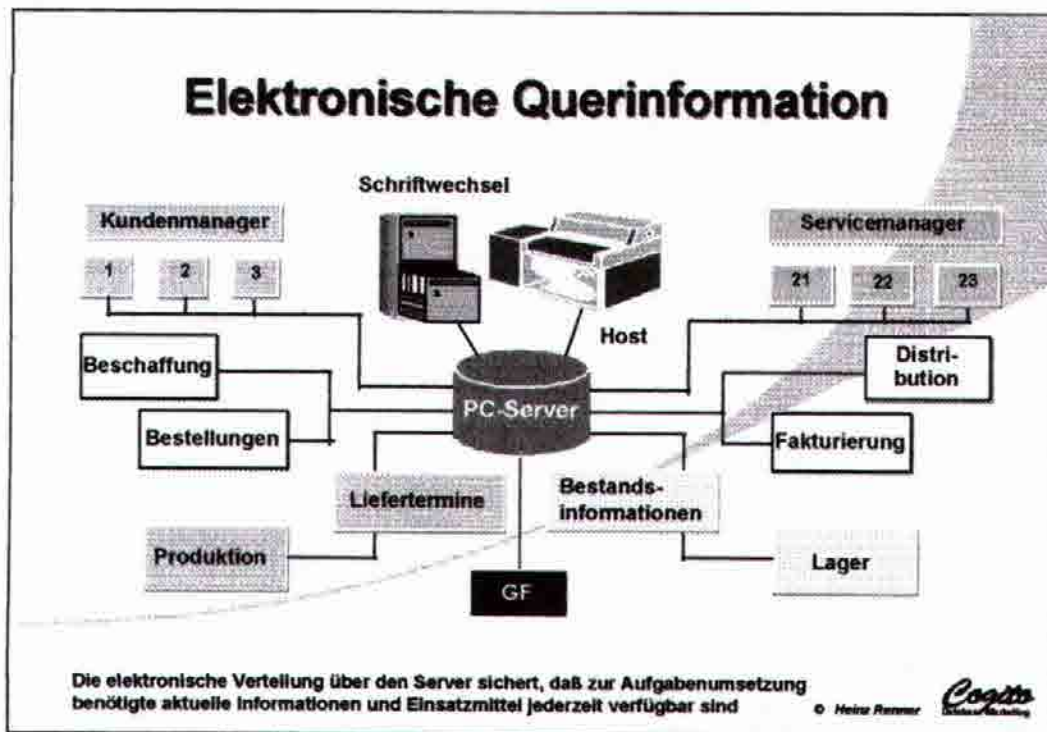 Elektronische Querinformation
Schriftwechsel
Kundenmanager
Servicemanager
1 2 3
21 22 23
Host
Beschaffung
Distri-
bution
PC-Server
Bestellungen
Fakturierung
Liefertermine
Bestands-
informationen
Produktion
Lager
GF
Die elektronische Verteilung über den Server sichert, daß zur Aufgabenumsetzung
benötigte aktuelle Informationen und Einsatzmittel jederzeit verfügbar sind
© Heinz Renner
Cogito